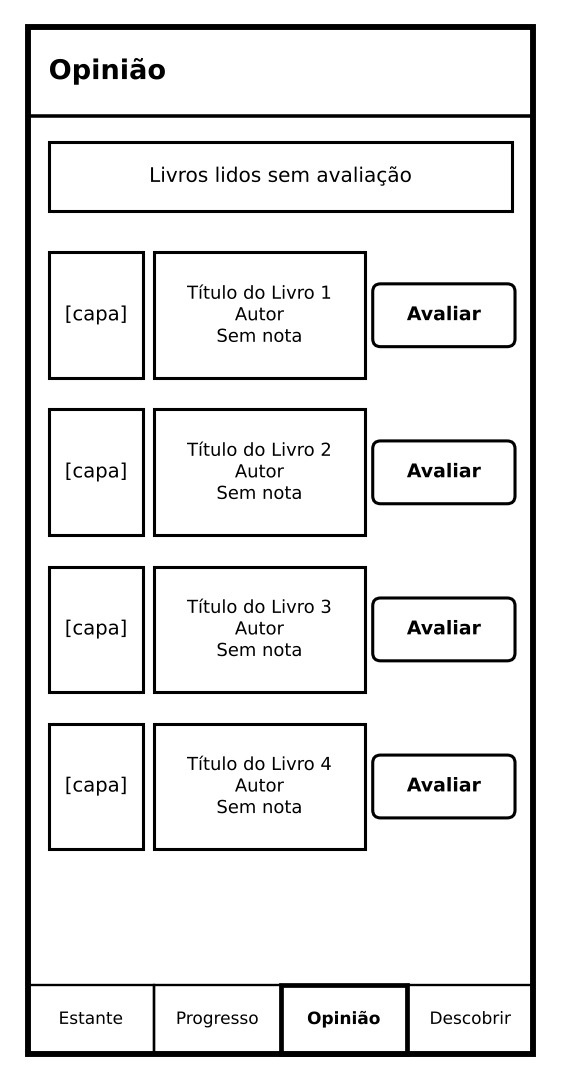 Opinião
Livros lidos sem avaliação
[capa]
Título do Livro 1
Autor
Sem nota
Avaliar
[capa]
Título do Livro 2
Autor
Sem nota
Avaliar
[capa]
Título do Livro 3
Autor
Sem nota
Avaliar
[capa]
Título do Livro 4
Autor
Sem nota
Avaliar
Estante
Progresso
Opinião
Descobrir